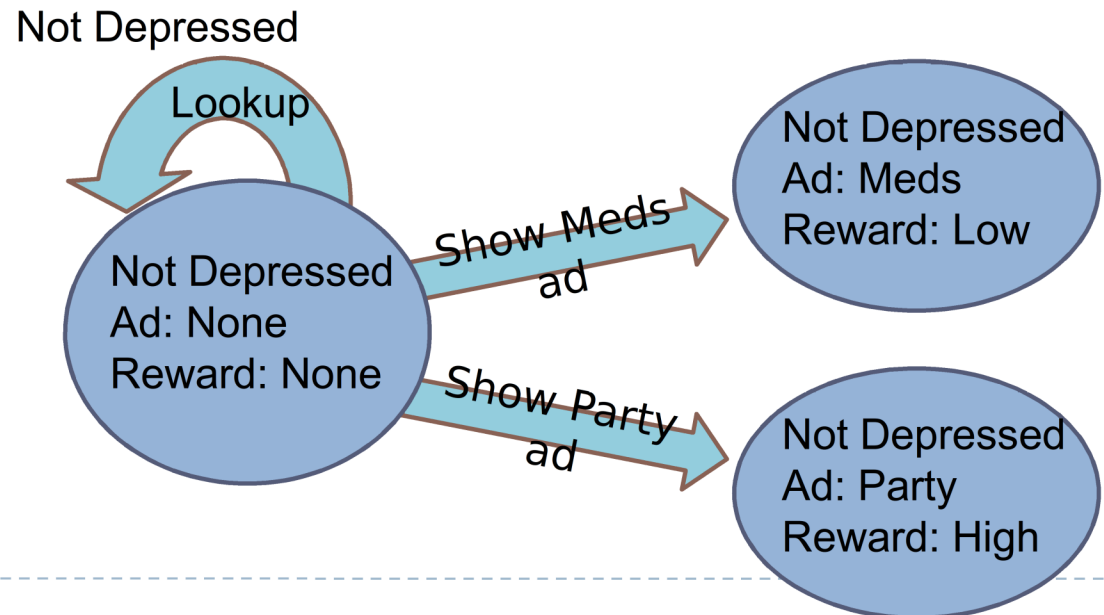 Not Depressed
Lookup
Not Depressed
Ad: None
Reward: None
Show Meds
ad
Show Party
ad
Not Depressed
Ad: Meds
Reward: Low
Not Depressed
Ad: Party
Reward: High